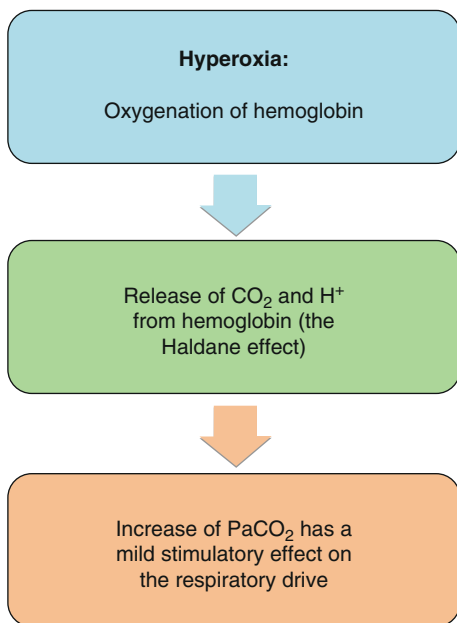 Hyperoxia:
Oxygenation of hemoglobin
Release of CO₂ and H⁺
from hemoglobin (the
Haldane effect)
Increase of PaCO₂ has a
mild stimulatory effect on
the respiratory drive